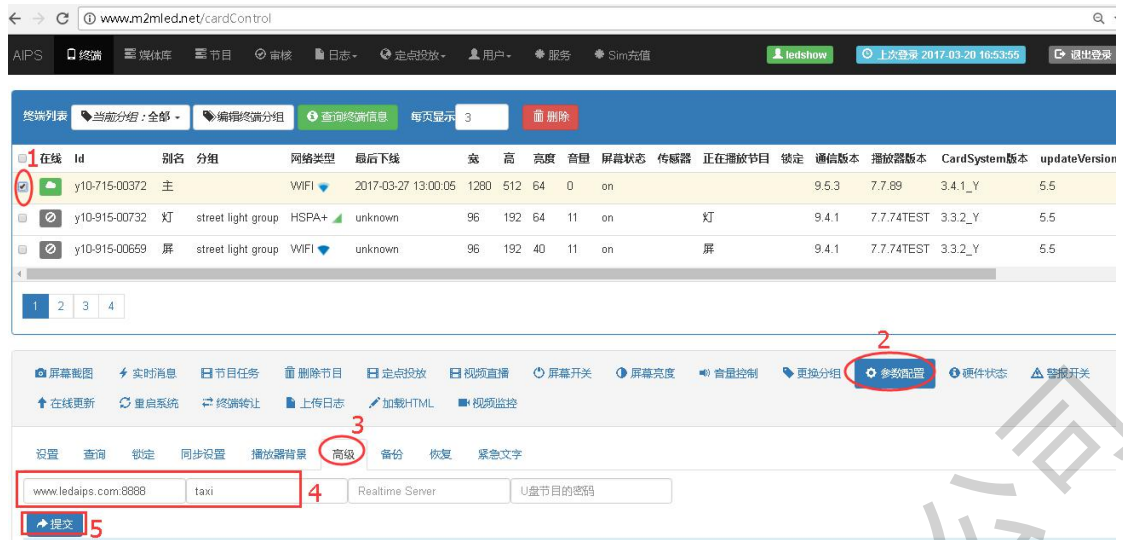 www.m2mled.net/cardControl
AIPS 终端 媒体库 节目 审核 日志 定点投放 用户 服务 Sim充值 ledshow 上次登录 2017-03-20 16:53:55 退出登录
终端列表 当前分组：全部 编辑终端分组 查询终端信息 每页显示 3 删除
1 在线 Id 别名 分组 网络类型 最后下线 宽 高 亮度 音量 屏幕状态 传感器 正在播放节目 锁定 通信版本 播放器版本 CardSystem版本 updateVersion
y10-715-00372 主 WIFI 2017-03-27 13:00:05 1280 512 64 0 on 9.5.3 7.7.89 3.4.1_Y 5.5
y10-915-00732 灯 street light group HSPA+ unknown 96 192 64 11 on 灯 9.4.1 7.7.74TEST 3.3.2_Y 5.5
y10-915-00659 屏 street light group WIFI unknown 96 192 40 11 on 屏 9.4.1 7.7.74TEST 3.3.2_Y 5.5
1 2 3 4
2
屏幕截图 实时消息 节目任务 删除节目 定点投放 视频直播 屏幕开关 屏幕亮度 音量控制 更换分组 参数配置 硬件状态 警报开关
在线更新 重启系统 终端转让 上传日志 加载HTML 视频监控
3
设置 查询 锁定 同步设置 播放器背景 高级 备份 恢复 紧急文字
www.ledaips.com:8888 taxi 4 Realtime Server U盘节目的密码
提交 5
司